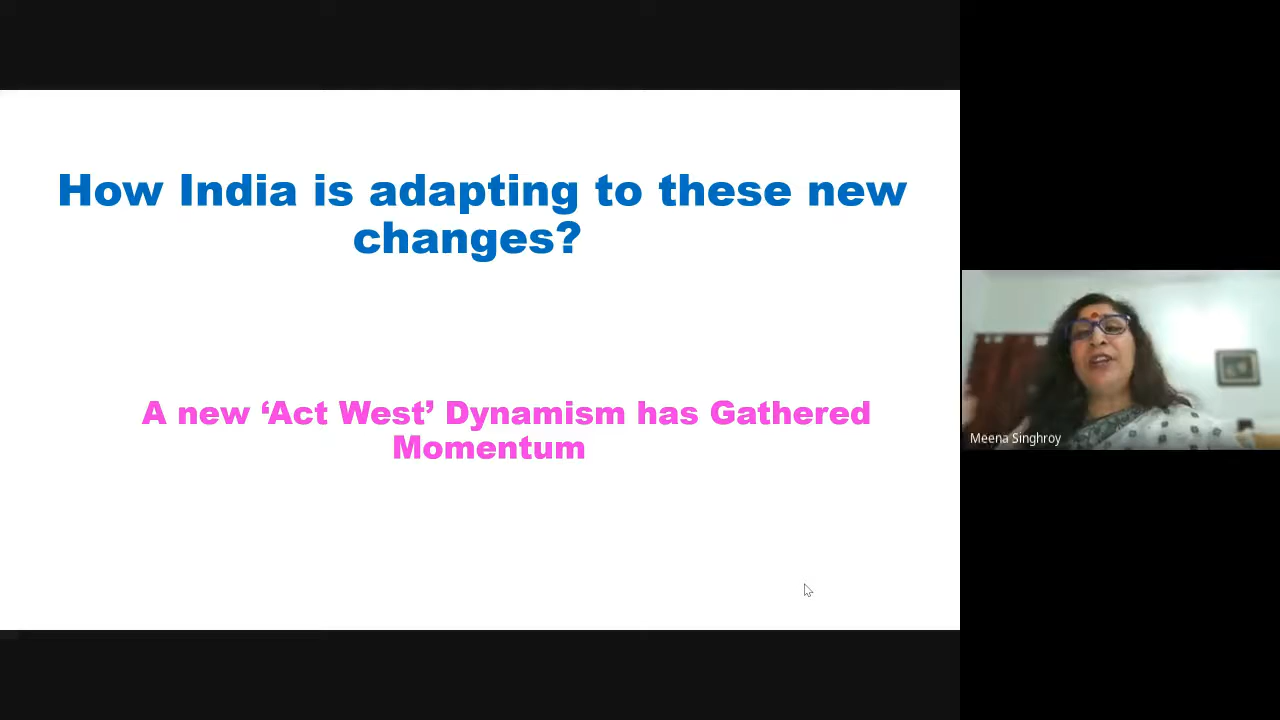 How India is adapting to these new
changes?
A new ‘Act West’ Dynamism has Gathered
Momentum
Meena Singhroy